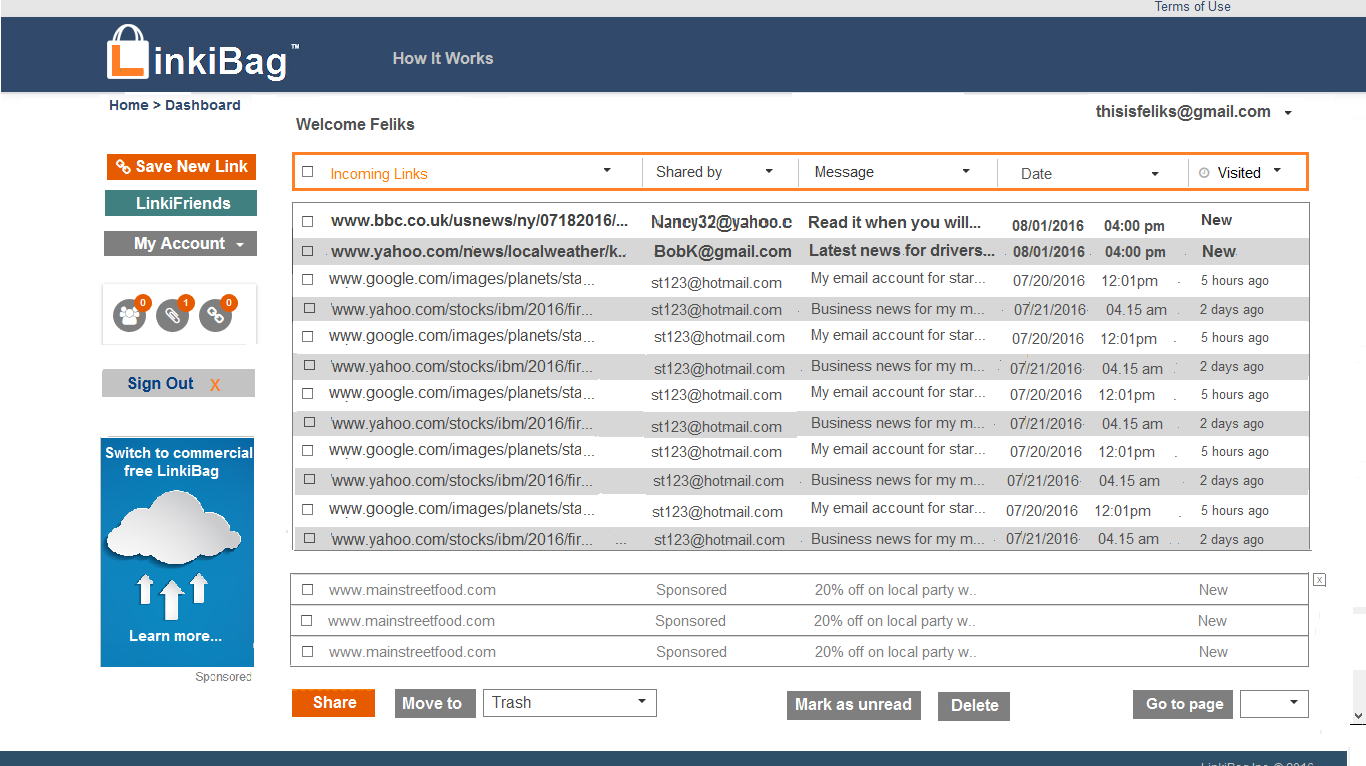 Terms of Use
LinkiBag™
How It Works
Home > Dashboard
thisisfeliks@gmail.com
Welcome Feliks
Save New Link
LinkiFriends
My Account
0 1 0
Sign Out X
Switch to commercial
free LinkiBag
Learn more...
Sponsored
Incoming Links Shared by Message Date Visited
www.bbc.co.uk/usnews/ny/07182016/... Nancy32@yahoo.c Read it when you will... 08/01/2016 04:00 pm New
www.yahoo.com/news/localweather/k.. BobK@gmail.com Latest news for drivers... 08/01/2016 04:00 pm New
www.google.com/images/planets/sta... st123@hotmail.com My email account for star... 07/20/2016 12:01pm 5 hours ago
www.yahoo.com/stocks/ibm/2016/fir... st123@hotmail.com Business news for my m... 07/21/2016 04.15 am 2 days ago
www.google.com/images/planets/sta... st123@hotmail.com My email account for star... 07/20/2016 12:01pm 5 hours ago
www.yahoo.com/stocks/ibm/2016/fir... st123@hotmail.com Business news for my m... 07/21/2016 04.15 am 2 days ago
www.google.com/images/planets/sta... st123@hotmail.com My email account for star... 07/20/2016 12:01pm 5 hours ago
www.yahoo.com/stocks/ibm/2016/fir... st123@hotmail.com Business news for my m... 07/21/2016 04.15 am 2 days ago
www.google.com/images/planets/sta... st123@hotmail.com My email account for star... 07/20/2016 12:01pm 5 hours ago
www.yahoo.com/stocks/ibm/2016/fir... st123@hotmail.com Business news for my m... 07/21/2016 04.15 am 2 days ago
www.google.com/images/planets/sta... st123@hotmail.com My email account for star... 07/20/2016 12:01pm 5 hours ago
www.yahoo.com/stocks/ibm/2016/fir... ... st123@hotmail.com Business news for my m... 07/21/2016 04.15 am 2 days ago
www.mainstreetfood.com Sponsored 20% off on local party w.. New
www.mainstreetfood.com Sponsored 20% off on local party w.. New
www.mainstreetfood.com Sponsored 20% off on local party w.. New
x
Share Move to Trash Mark as unread Delete Go to page
LinkiBag Inc © 2016